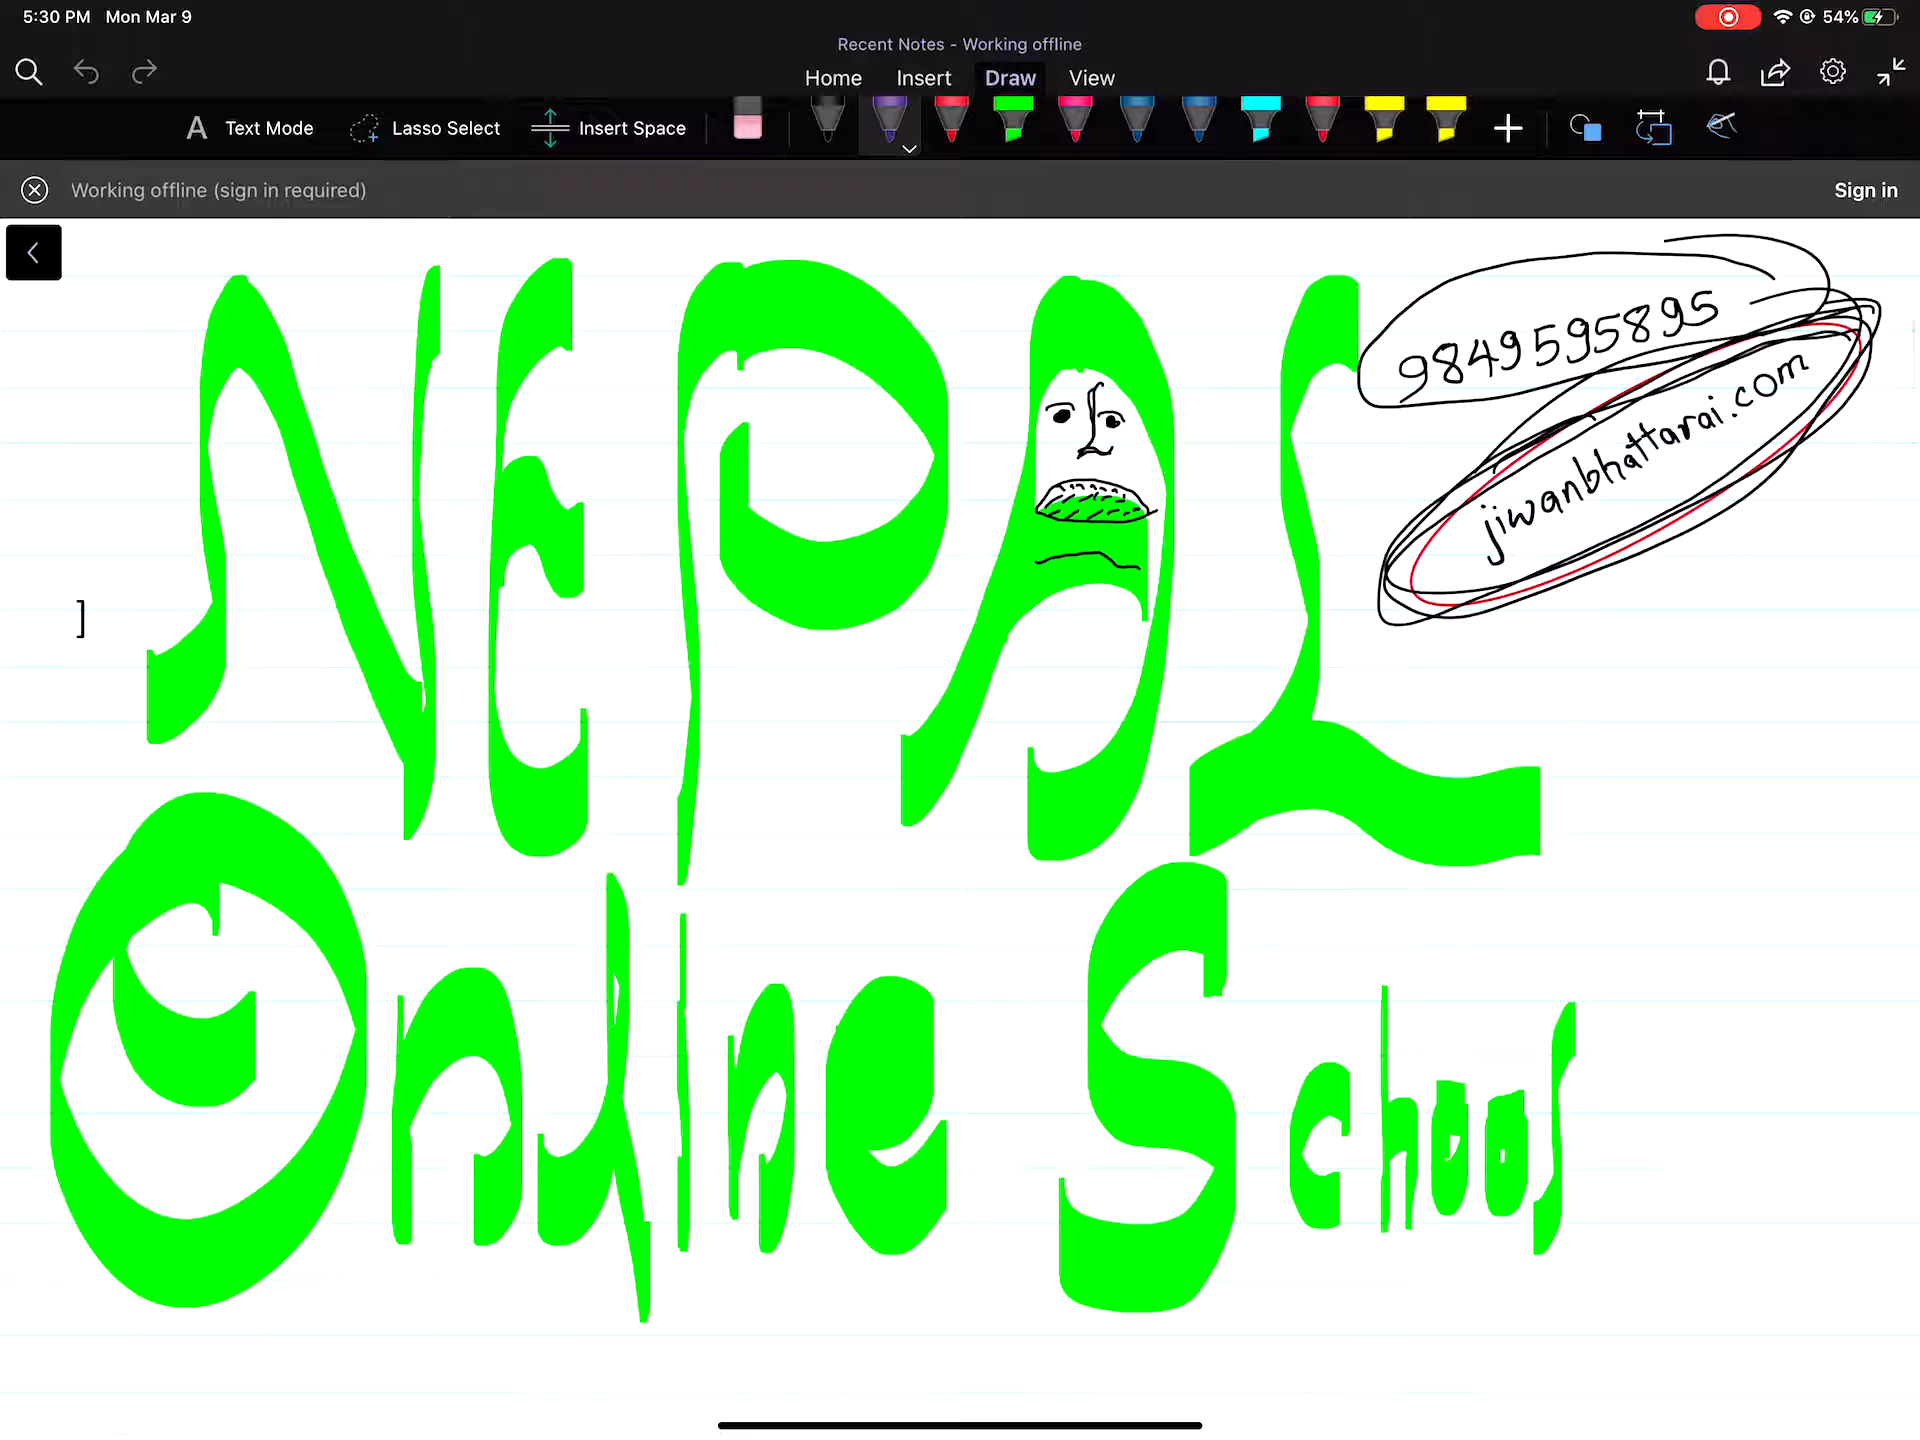 5:30 PM Mon Mar 9
54%
Recent Notes - Working offline
Home Insert Draw View
Text Mode Lasso Select Insert Space
Working offline (sign in required) Sign in
NEPAL
9849595895
jiwanbhattarai.com
]
Online School